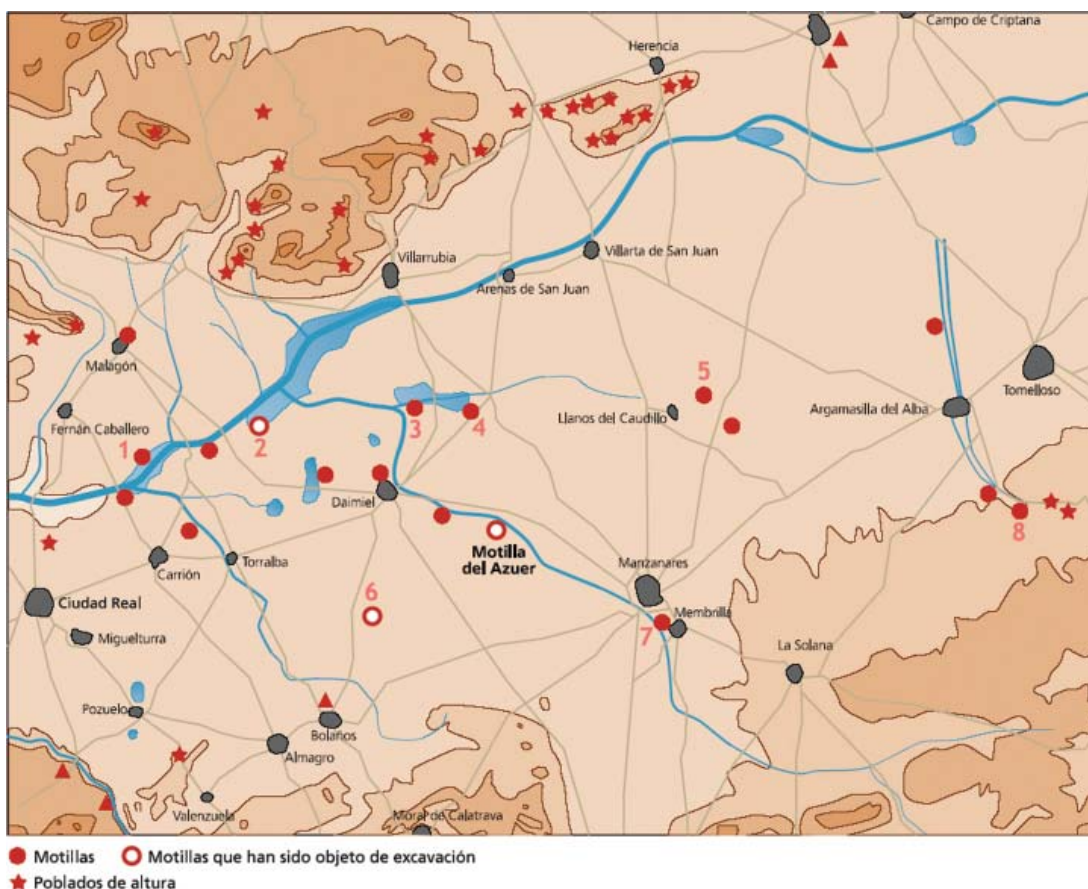 Campo de Criptana
Herencia
Villarrubia
Villarta de San Juan
Arenas de San Juan
Malagón
Fernán Caballero
Llanos del Caudillo
Argamasilla del Alba
Tomelloso
1
2
3
4
5
Daimiel
Motilla
del Azuer
8
Carrión
Torralba
Manzanares
Ciudad Real
6
Membrilla
7
Miguelturra
La Solana
Pozuelo
Bolaños
Almagro
Valenzuela
Moral de Calatrava
Motillas
Motillas que han sido objeto de excavación
Poblados de altura